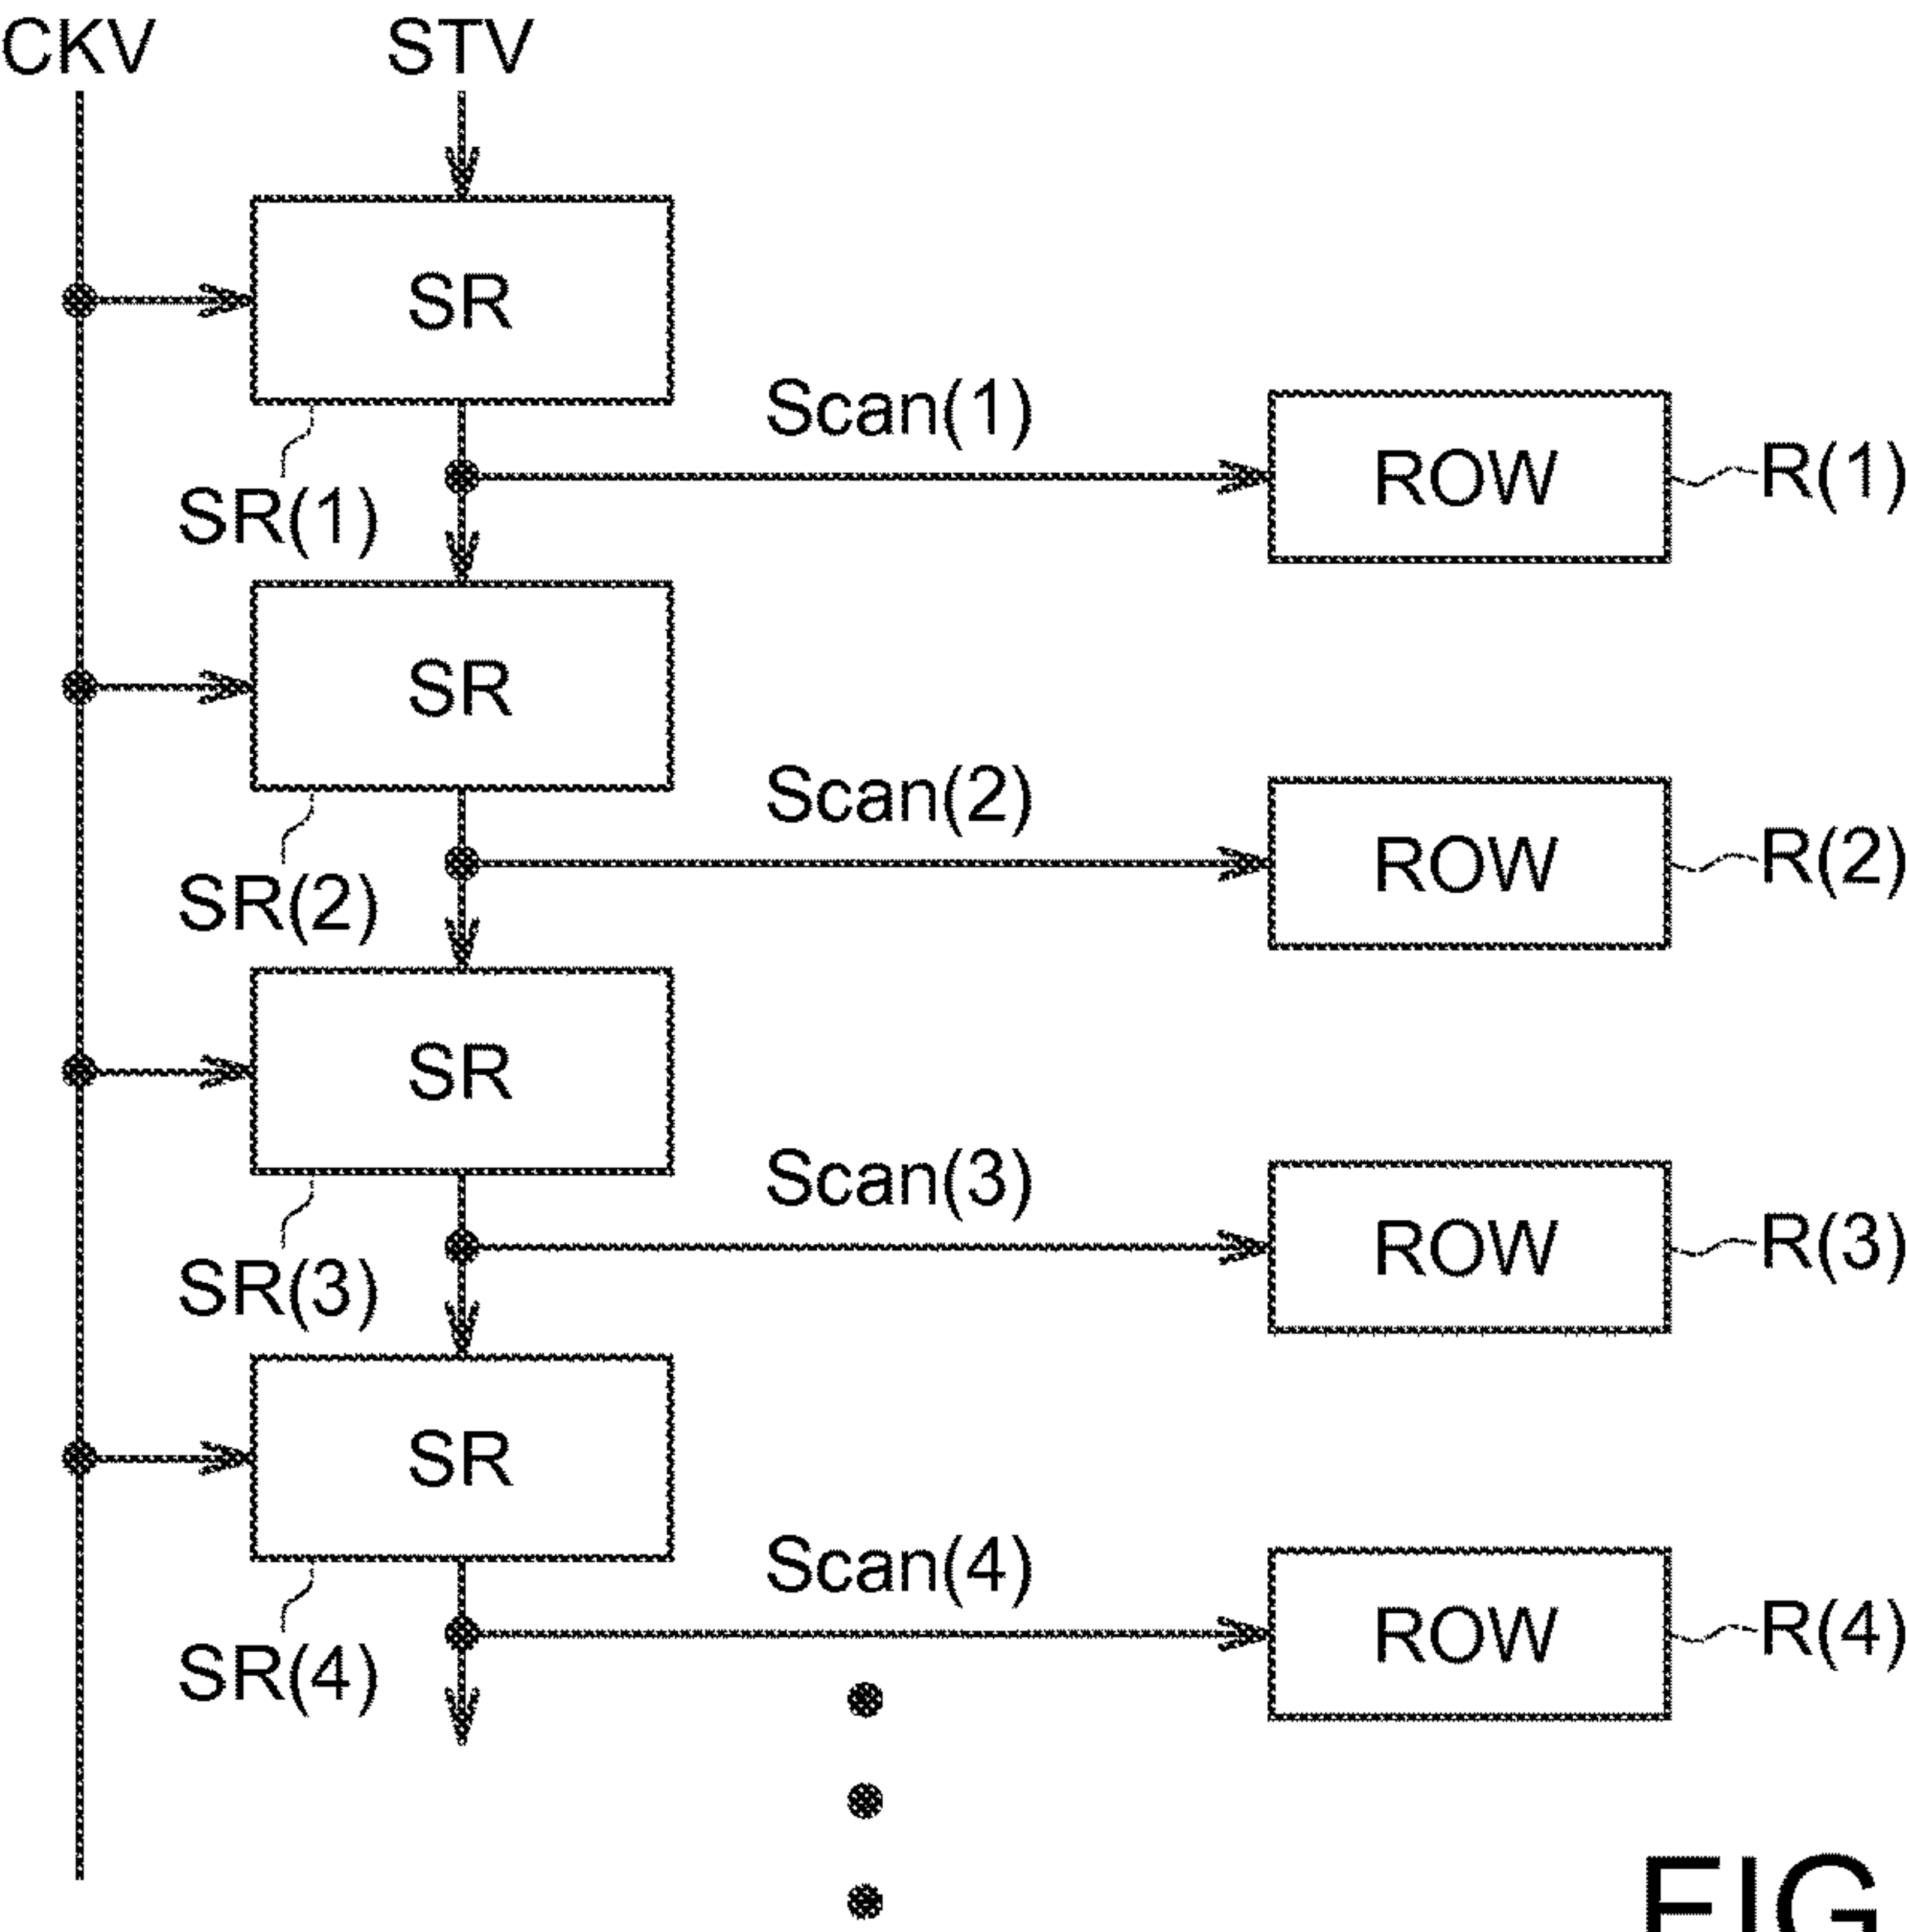 CKV STV
SR
Scan(1)
ROW R(1)
SR(1)
SR
Scan(2)
ROW R(2)
SR(2)
SR
Scan(3)
ROW R(3)
SR(3)
SR
Scan(4)
ROW R(4)
SR(4)
FIG